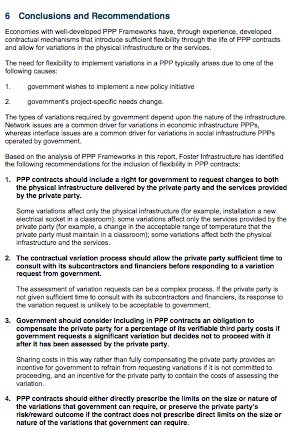 6 Conclusions and Recommendations
Economies with well-developed PPP Frameworks have, through experience, developed
contractual mechanisms that introduce sufficient flexibility through the life of PPP contracts
and allow for variations in the physical infrastructure or the services.
The need for flexibility to implement variations in a PPP typically arises due to one of the
following causes:
1. government wishes to implement a new policy initiative
2. government's project-specific needs change.
The types of variations required by government depend upon the nature of the infrastructure.
Network issues are a common driver for variations in economic infrastructure PPPs,
whereas interface issues are a common driver for variations in social infrastructure PPPs
operated by government.
Based on the analysis of PPP Frameworks in this report, Foster Infrastructure has identified
the following recommendations for the inclusion of flexibility in PPP contracts:
1. PPP contracts should include a right for government to request changes to both
the physical infrastructure delivered by the private party and the services provided
by the private party.
Some variations affect only the physical infrastructure (for example, installation a new
electrical socket in a classroom); some variations affect only the services provided by the
private party (for example, a change in the acceptable range of temperature that the
private party must maintain in a classroom); some variations affect both the physical
infrastructure and the services.
2. The contractual variation process should allow the private party sufficient time to
consult with its subcontractors and financiers before responding to a variation
request from government.
The assessment of variation requests can be a complex process. If the private party is
not given sufficient time to consult with its subcontractors and financiers, its response to
the variation request is unlikely to be acceptable to government.
3. Government should consider including in PPP contracts an obligation to
compensate the private party for a percentage of its verifiable third party costs if
government requests a significant variation but decides not to proceed with it
after it has been assessed by the private party.
Sharing costs in this way rather than fully compensating the private party provides an
incentive for government to refrain from requesting variations if it is not committed to
proceeding, and an incentive for the private party to contain the costs of assessing the
variation.
4. PPP contracts should either directly prescribe the limits on the size or nature of
the variations that government can require, or preserve the private party's
risk/reward outcome if the contract does not prescribe direct limits on the size or
nature of the variations that government can require.